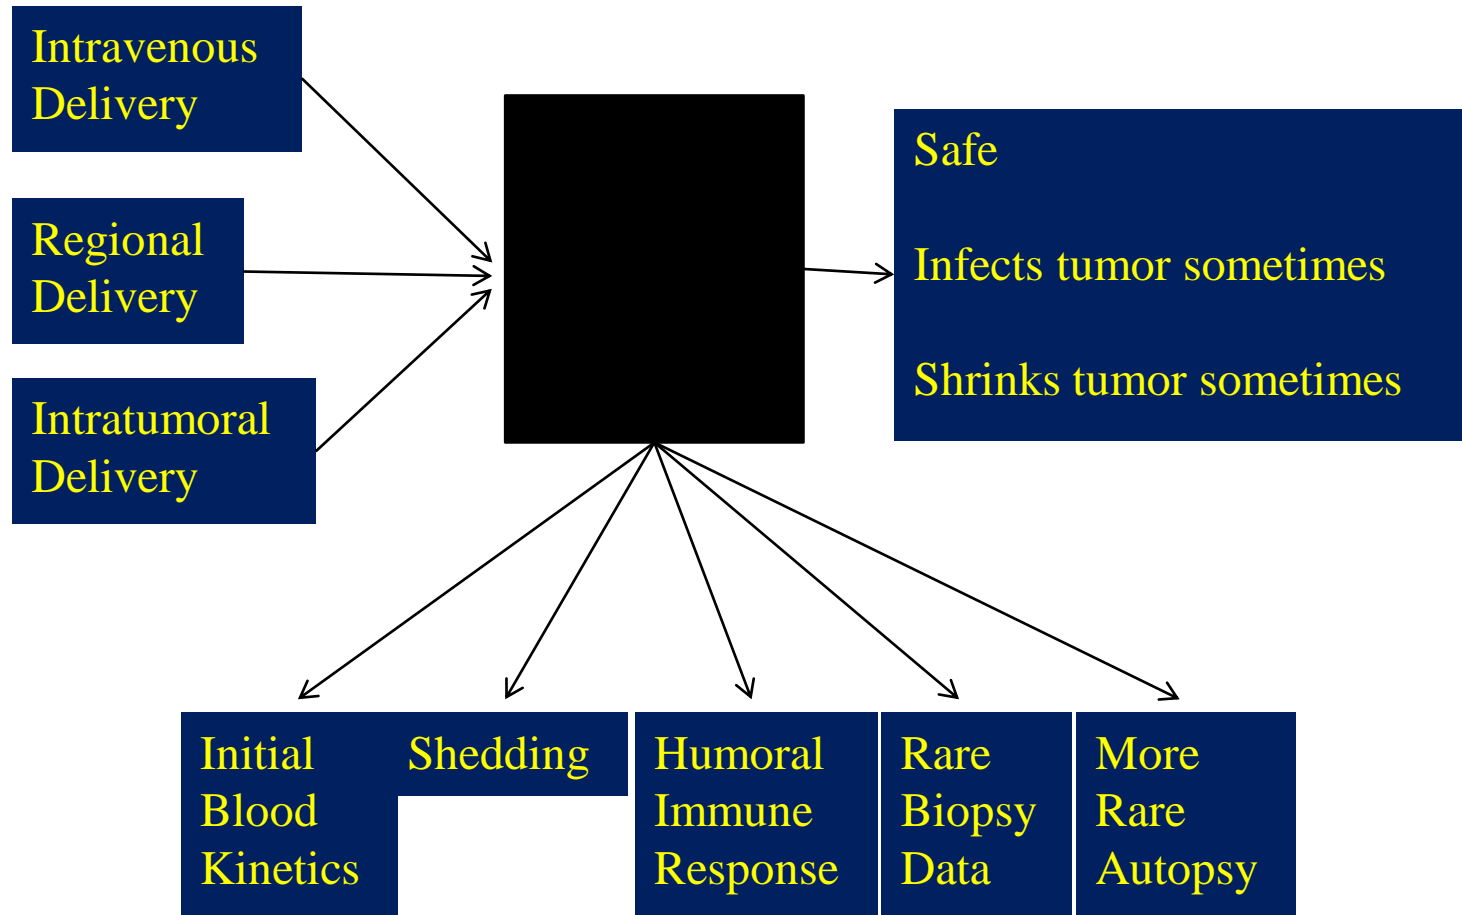 Intravenous
Delivery
Regional
Delivery
Intratumoral
Delivery
Safe
Infects tumor sometimes
Shrinks tumor sometimes
Initial
Blood
Kinetics
Shedding
Humoral
Immune
Response
Rare
Biopsy
Data
More
Rare
Autopsy